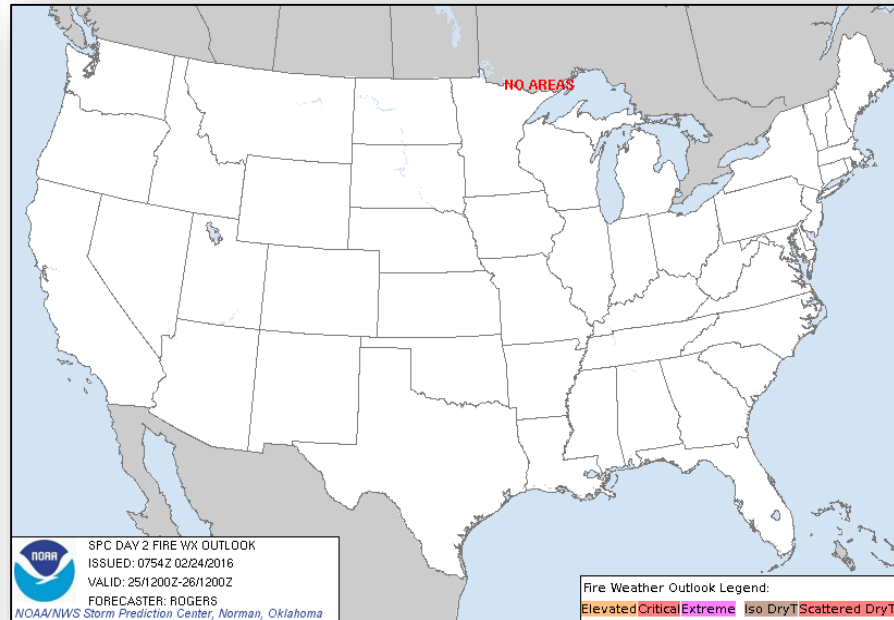 NO AREAS
NOAA
SPC DAY 2 FIRE WX OUTLOOK
ISSUED: 0754Z 02/24/2016
VALID: 25/1200Z-26/1200Z
FORECASTER: ROGERS
NOAA/NWS Storm Prediction Center, Norman, Oklahoma
Fire Weather Outlook Legend:
Elevated Critical Extreme Iso DryT Scattered DryT